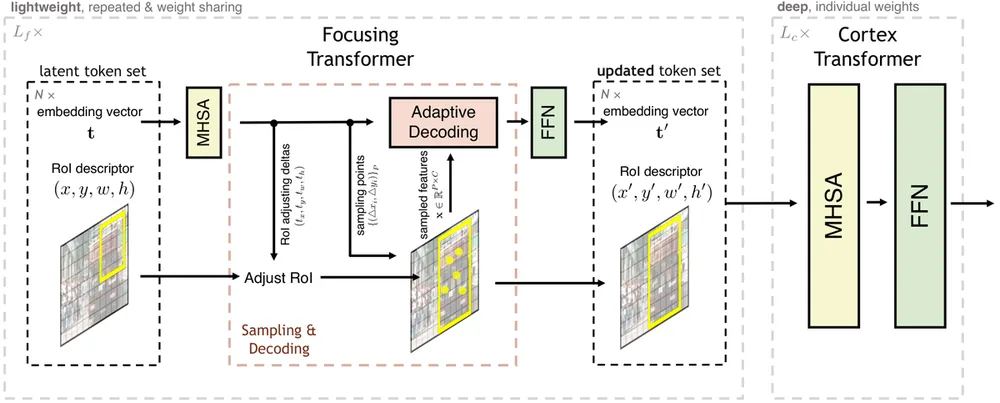 lightweight, repeated & weight sharing
L_f×
Focusing
Transformer
latent token set
N ×
embedding vector
t
RoI descriptor
(x, y, w, h)
MHSA
RoI adjusting deltas
(t_x, t_y, t_w, t_h)
sampling points
{(△x_i, △y_i)}_P
Adaptive
Decoding
sampled features
x ∈ ℝ^{P×C}
Adjust RoI
Sampling &
Decoding
FFN
updated token set
N ×
embedding vector
t′
RoI descriptor
(x′, y′, w′, h′)
deep, individual weights
L_c×
Cortex
Transformer
MHSA
FFN